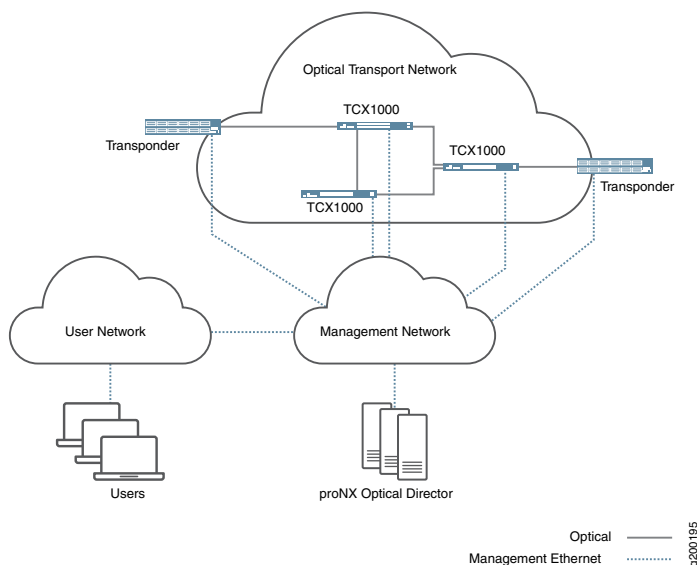 Optical Transport Network
TCX1000
Transponder
TCX1000
TCX1000
Transponder
User Network
Management Network
Users
proNX Optical Director
Optical
Management Ethernet
g200195